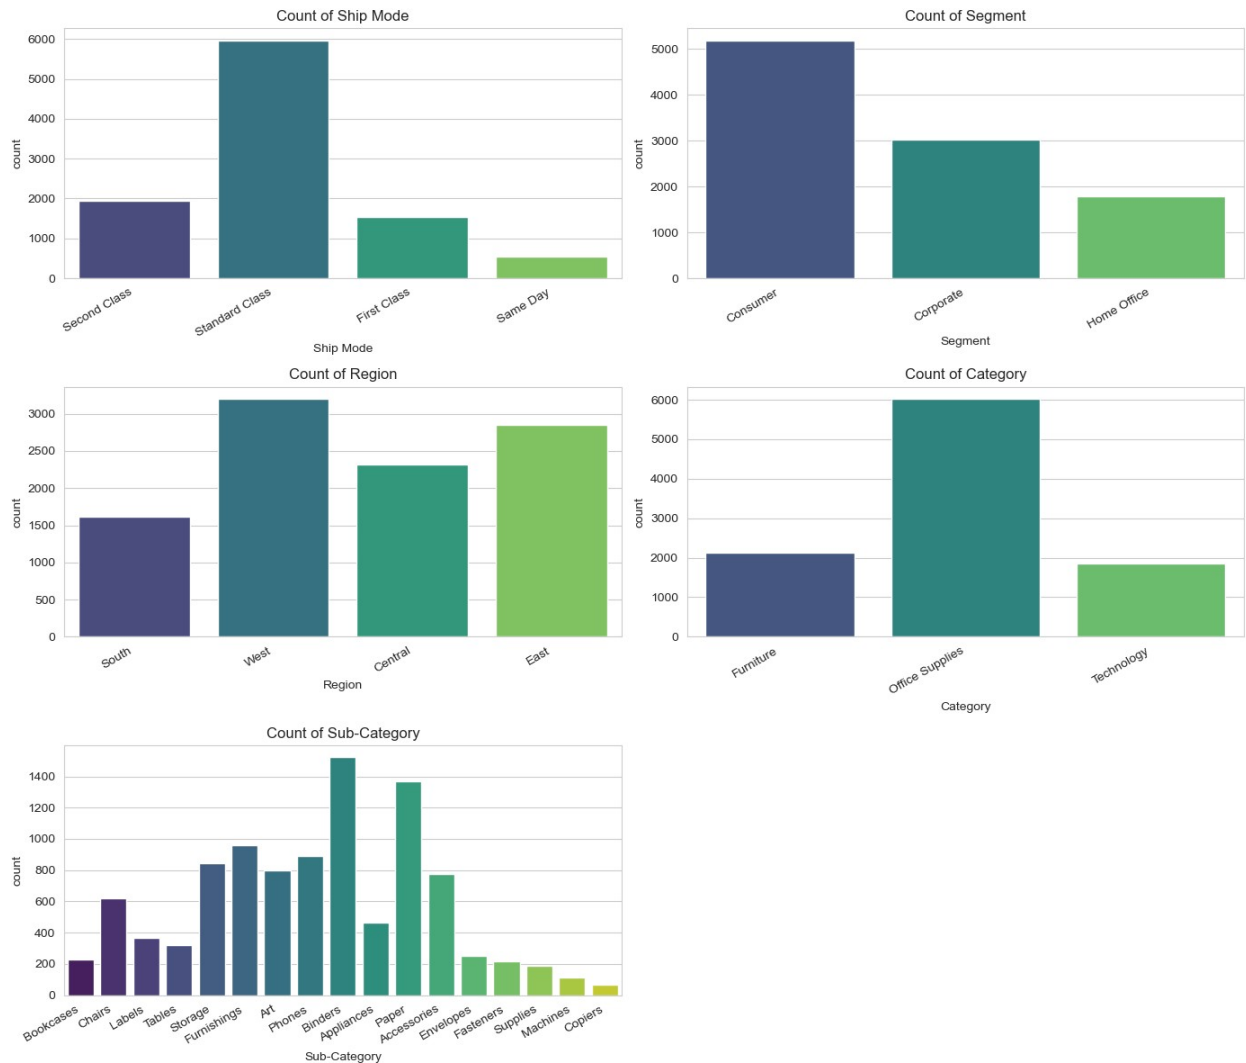 Count of Ship Mode
6000
5000
4000
3000
2000
1000
0
count
Second Class
Standard Class
First Class
Same Day
Ship Mode
Count of Segment
5000
4000
3000
2000
1000
0
count
Consumer
Corporate
Home Office
Segment
Count of Region
3000
2500
2000
1500
1000
500
0
count
South
West
Central
East
Region
Count of Category
6000
5000
4000
3000
2000
1000
0
count
Furniture
Office Supplies
Technology
Category
Count of Sub-Category
1400
1200
1000
800
600
400
200
0
count
Bookcases
Chairs
Labels
Tables
Storage
Furnishings
Art
Phones
Binders
Appliances
Paper
Accessories
Envelopes
Fasteners
Supplies
Machines
Copiers
Sub-Category